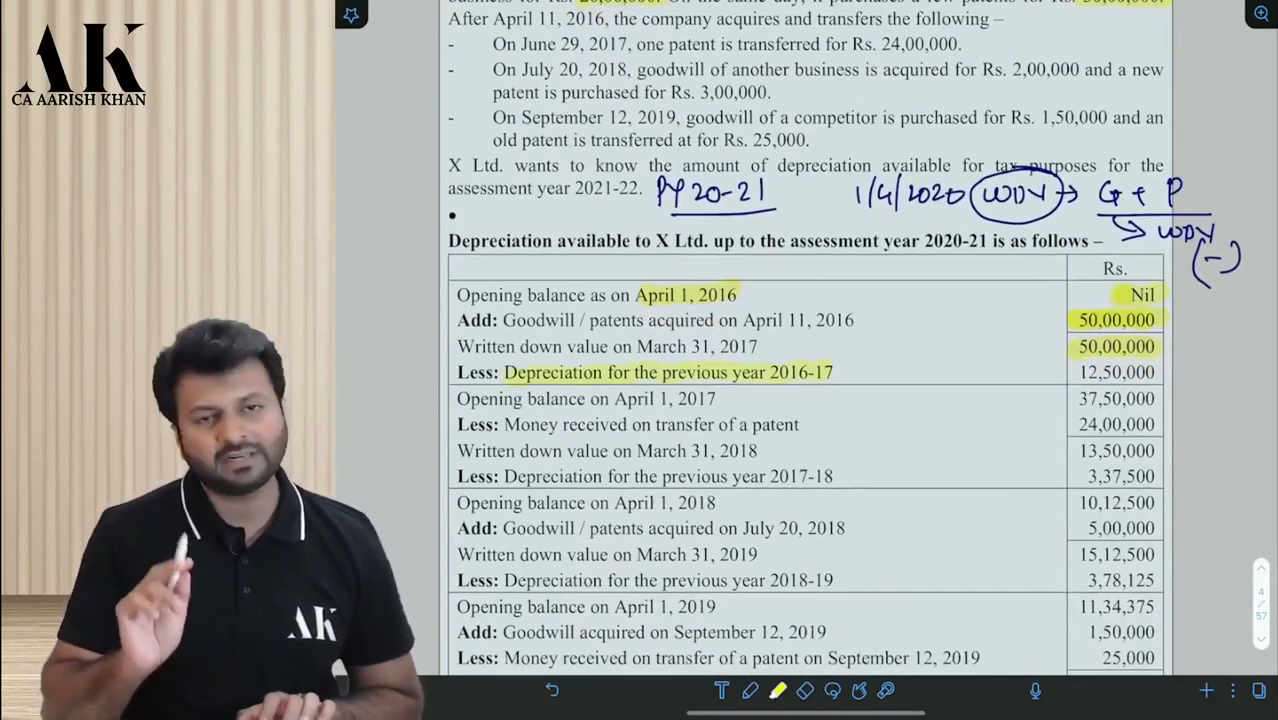 AK
CA AARISH KHAN
After April 11, 2016, the company acquires and transfers the following –
- On June 29, 2017, one patent is transferred for Rs. 24,00,000.
- On July 20, 2018, goodwill of another business is acquired for Rs. 2,00,000 and a new
patent is purchased for Rs. 3,00,000.
- On September 12, 2019, goodwill of a competitor is purchased for Rs. 1,50,000 and an
old patent is transferred at for Rs. 25,000.
X Ltd. wants to know the amount of depreciation available for tax purposes for the
assessment year 2021-22. PY 20-21 1/4/2020 WDV → G + P
↳ WDV
(-)
Depreciation available to X Ltd. up to the assessment year 2020-21 is as follows –
Rs.
Opening balance as on April 1, 2016 Nil
Add: Goodwill / patents acquired on April 11, 2016 50,00,000
Written down value on March 31, 2017 50,00,000
Less: Depreciation for the previous year 2016-17 12,50,000
Opening balance on April 1, 2017 37,50,000
Less: Money received on transfer of a patent 24,00,000
Written down value on March 31, 2018 13,50,000
Less: Depreciation for the previous year 2017-18 3,37,500
Opening balance on April 1, 2018 10,12,500
Add: Goodwill / patents acquired on July 20, 2018 5,00,000
Written down value on March 31, 2019 15,12,500
Less: Depreciation for the previous year 2018-19 3,78,125
Opening balance on April 1, 2019 11,34,375
Add: Goodwill acquired on September 12, 2019 1,50,000
Less: Money received on transfer of a patent on September 12, 2019 25,000
AK
4
/
57
T